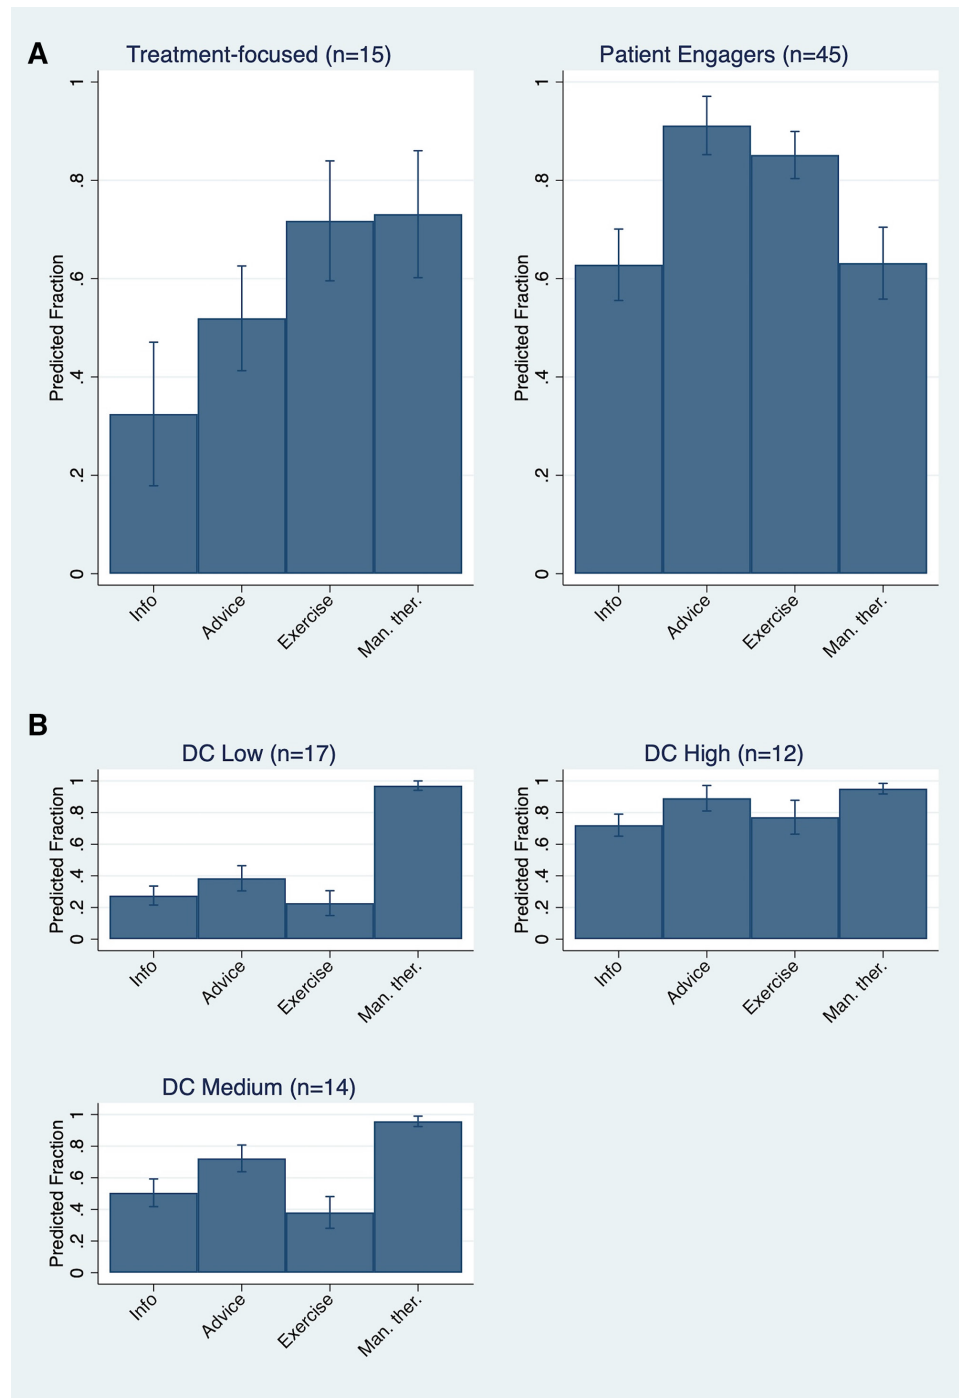 A
Treatment-focused (n=15)
Predicted Fraction
1
.8
.6
.4
.2
0
Info
Advice
Exercise
Man. ther.
Patient Engagers (n=45)
Predicted Fraction
1
.8
.6
.4
.2
0
Info
Advice
Exercise
Man. ther.
B
DC Low (n=17)
Predicted Fraction
1
.8
.6
.4
.2
0
Info
Advice
Exercise
Man. ther.
DC High (n=12)
Predicted Fraction
1
.8
.6
.4
.2
0
Info
Advice
Exercise
Man. ther.
DC Medium (n=14)
Predicted Fraction
1
.8
.6
.4
.2
0
Info
Advice
Exercise
Man. ther.